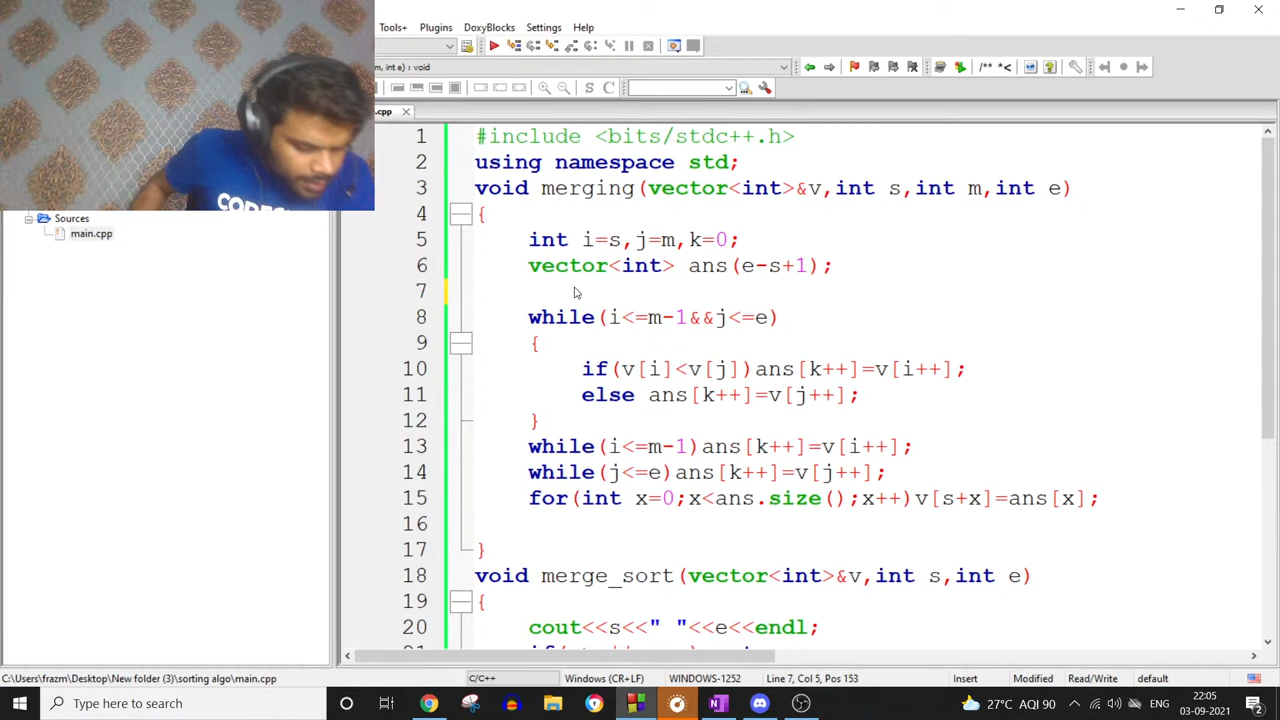 Tools+ Plugins DoxyBlocks Settings Help
m, int e) : void
/** *<
S C
.cpp
Sources
main.cpp
CODEC
1 #include <bits/stdc++.h>
2 using namespace std;
3 void merging(vector<int>&v,int s,int m,int e)
4 {
5 int i=s,j=m,k=0;
6 vector<int> ans(e-s+1);
7
8 while(i<=m-1&&j<=e)
9 {
10 if(v[i]<v[j])ans[k++]=v[i++];
11 else ans[k++]=v[j++];
12 }
13 while(i<=m-1)ans[k++]=v[i++];
14 while(j<=e)ans[k++]=v[j++];
15 for(int x=0;x<ans.size();x++)v[s+x]=ans[x];
16
17 }
18 void merge_sort(vector<int>&v,int s,int e)
19 {
20 cout<<s<<" "<<e<<endl;
C:\Users\frazm\Desktop\New folder (3)\sorting algo\main.cpp C/C++ Windows (CR+LF) WINDOWS-1252 Line 7, Col 5, Pos 153 Insert Modified Read/Write default
Type here to search
27°C AQI 90 ENG 22:05
03-09-2021